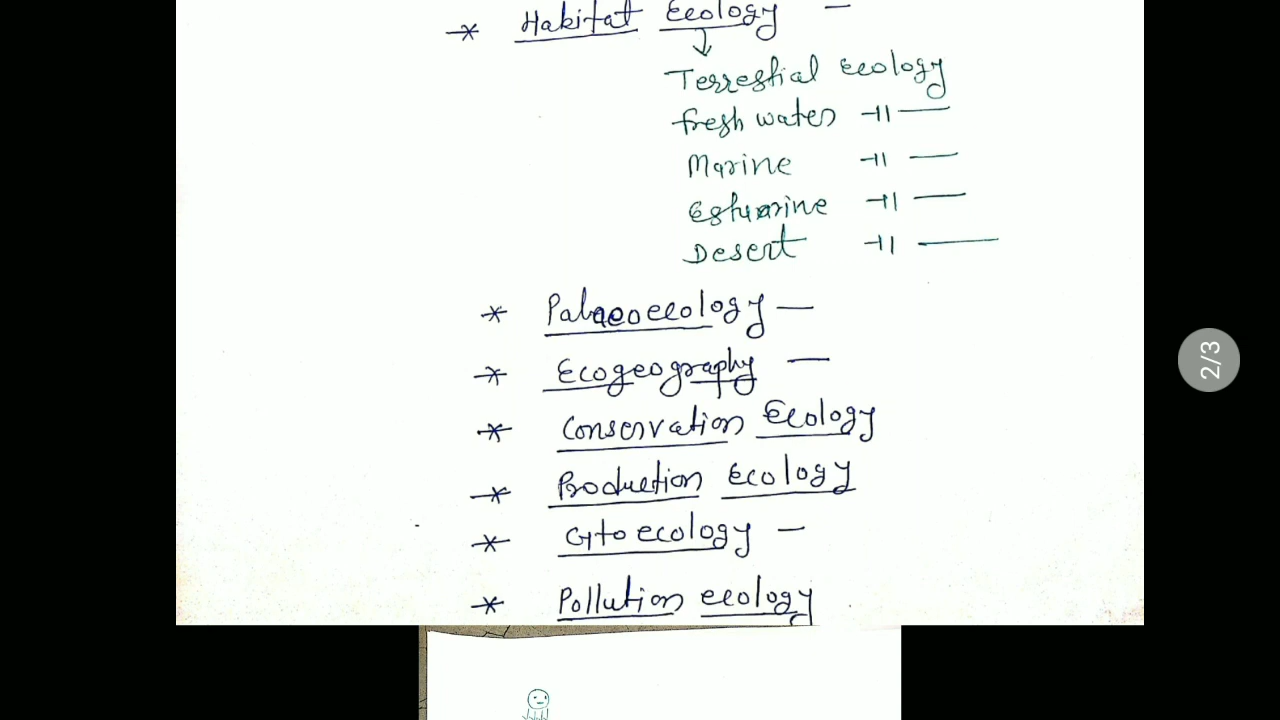 * Habitat Ecology —
↓
Terrestial ecology
fresh water -11-
Marine -11-
Estuarine -11-
Desert -11-
* Palaeoecology —
* Ecogeography —
* Conservation Ecology
* Production Ecology
* Cytoecology —
* Pollution ecology
2/3